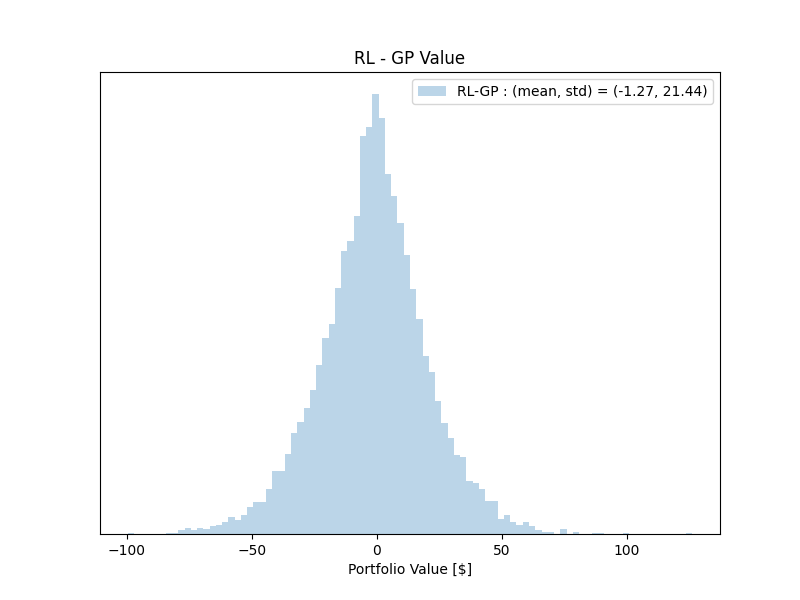 RL - GP Value
RL-GP : (mean, std) = (-1.27, 21.44)
−100 −50 0 50 100
Portfolio Value [$]